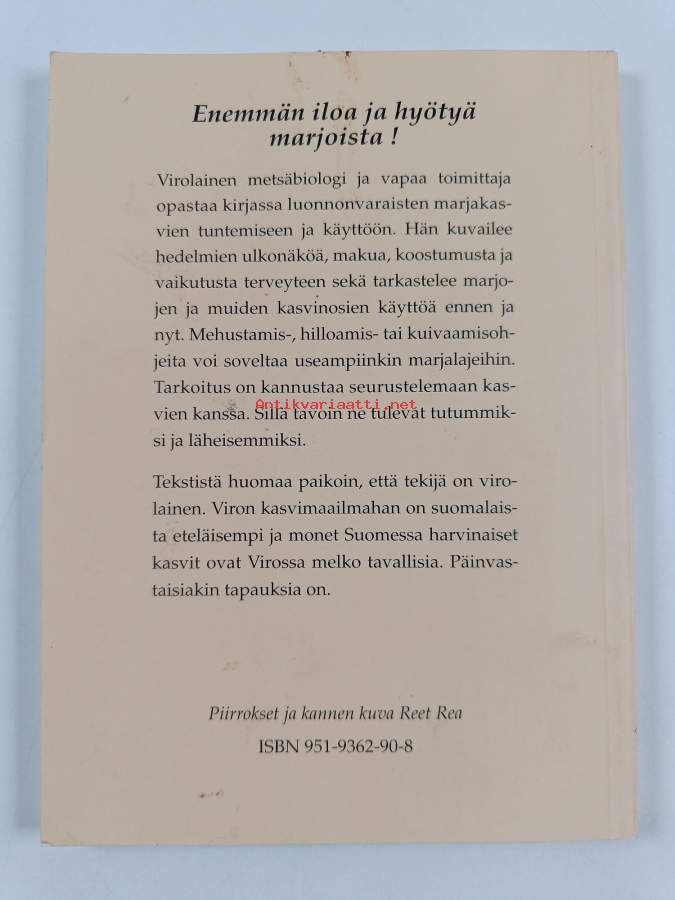 Enemmän iloa ja hyötyä
marjoista !
Virolainen metsäbiologi ja vapaa toimittaja
opastaa kirjassa luonnonvaraisten marjakas-
vien tuntemiseen ja käyttöön. Hän kuvailee
hedelmien ulkonäköä, makua, koostumusta ja
vaikutusta terveyteen sekä tarkastelee marjo-
jen ja muiden kasvinosien käyttöä ennen ja
nyt. Mehustamis-, hilloamis- tai kuivaamisoh-
jeita voi soveltaa useampiinkin marjalajeihin.
Tarkoitus on kannustaa seurustelemaan kas-
Antikvariaatti.net
vien kanssa. Sillä tavoin ne tulevat tutummik-
si ja läheisemmiksi.
Tekstistä huomaa paikoin, että tekijä on viro-
lainen. Viron kasvimaailmahan on suomalais-
ta eteläisempi ja monet Suomessa harvinaiset
kasvit ovat Virossa melko tavallisia. Päinvas-
taisiakin tapauksia on.
Piirrokset ja kannen kuva Reet Rea
ISBN 951-9362-90-8